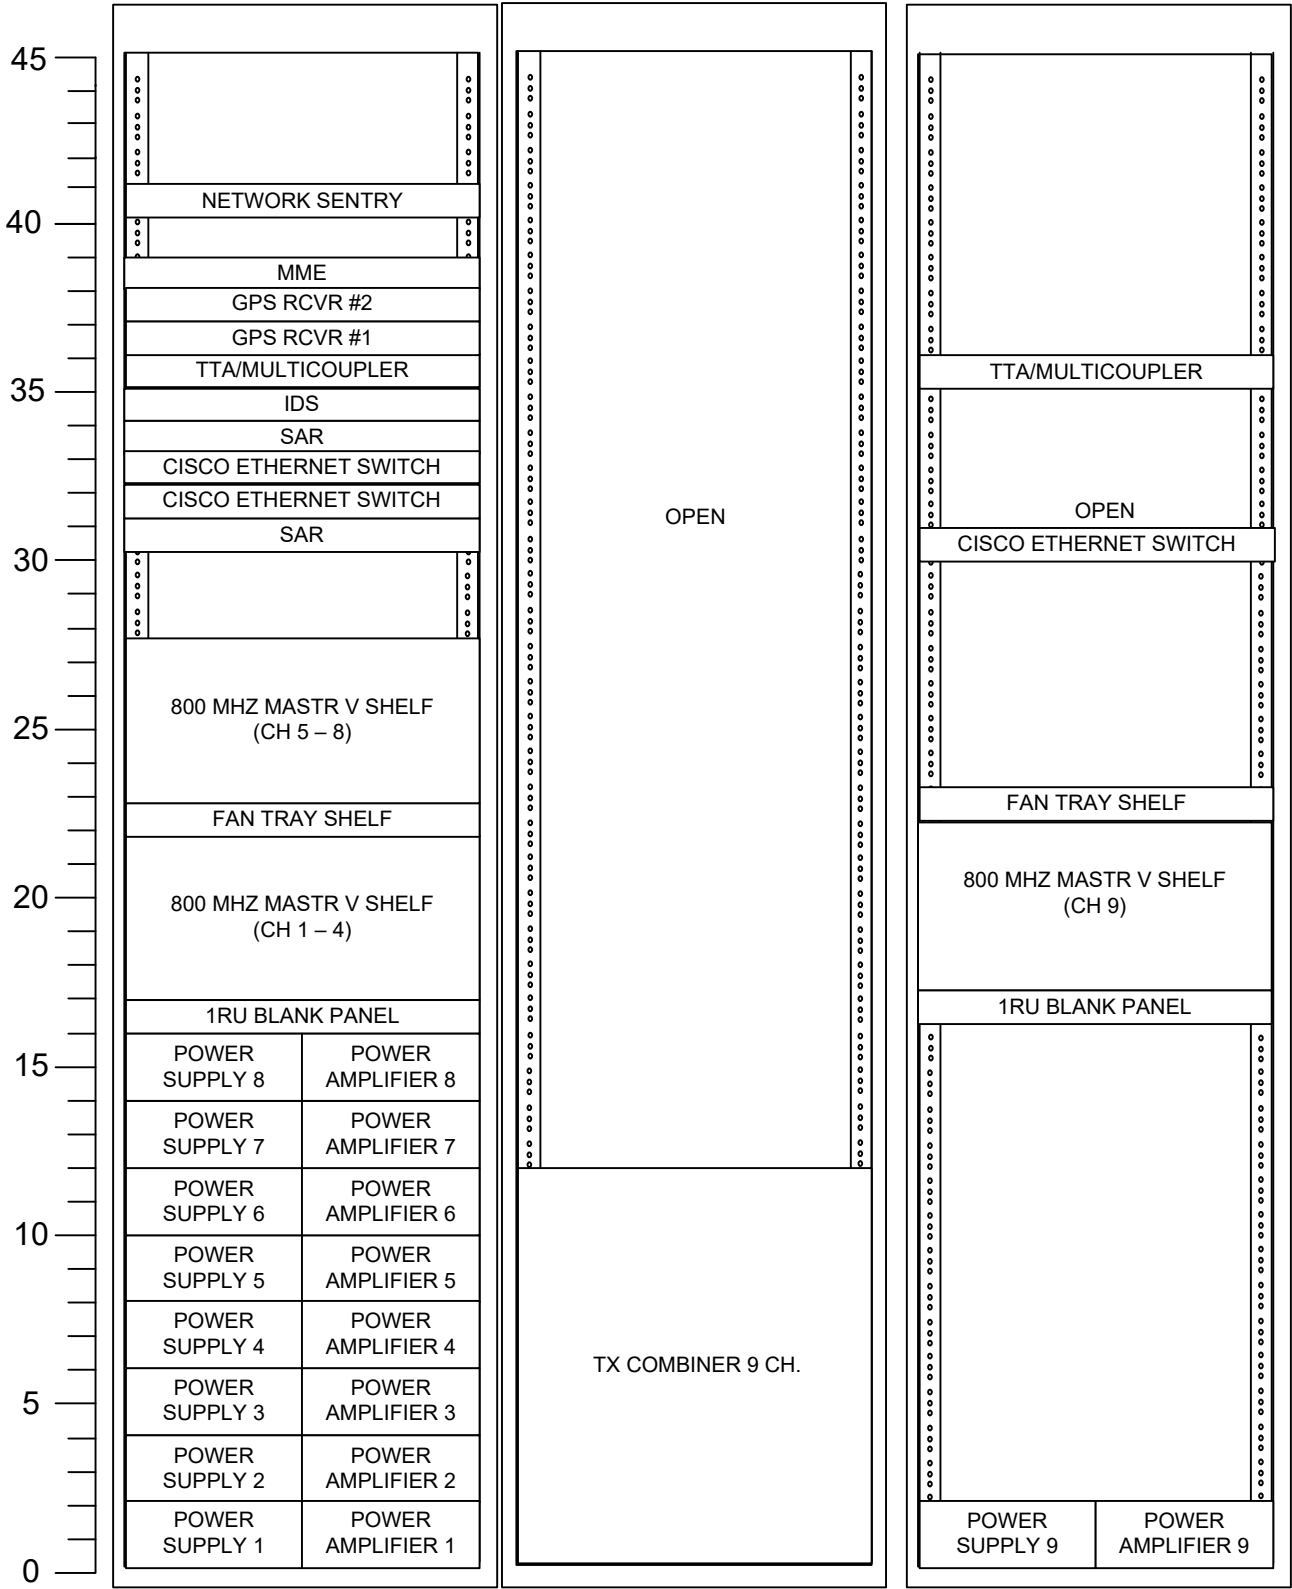 45
40
35
30
25
20
15
10
5
0
NETWORK SENTRY
MME
GPS RCVR #2
GPS RCVR #1
TTA/MULTICOUPLER
IDS
SAR
CISCO ETHERNET SWITCH
CISCO ETHERNET SWITCH
SAR
800 MHZ MASTR V SHELF
(CH 5 – 8)
FAN TRAY SHELF
800 MHZ MASTR V SHELF
(CH 1 – 4)
1RU BLANK PANEL
POWER
SUPPLY 8
POWER
AMPLIFIER 8
POWER
SUPPLY 7
POWER
AMPLIFIER 7
POWER
SUPPLY 6
POWER
AMPLIFIER 6
POWER
SUPPLY 5
POWER
AMPLIFIER 5
POWER
SUPPLY 4
POWER
AMPLIFIER 4
POWER
SUPPLY 3
POWER
AMPLIFIER 3
POWER
SUPPLY 2
POWER
AMPLIFIER 2
POWER
SUPPLY 1
POWER
AMPLIFIER 1
OPEN
TX COMBINER 9 CH.
TTA/MULTICOUPLER
OPEN
CISCO ETHERNET SWITCH
FAN TRAY SHELF
800 MHZ MASTR V SHELF
(CH 9)
1RU BLANK PANEL
POWER
SUPPLY 9
POWER
AMPLIFIER 9